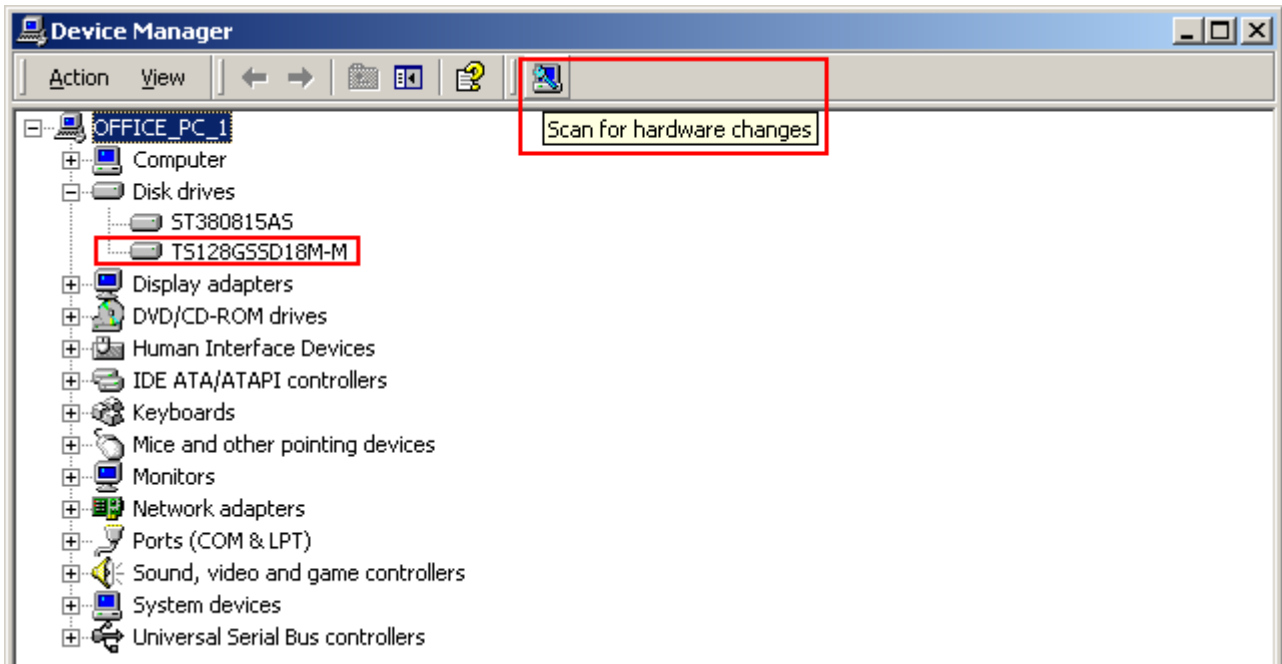 Device Manager
Action View
Scan for hardware changes
OFFICE_PC_1
Computer
Disk drives
ST380815AS
TS128GSSD18M-M
Display adapters
DVD/CD-ROM drives
Human Interface Devices
IDE ATA/ATAPI controllers
Keyboards
Mice and other pointing devices
Monitors
Network adapters
Ports (COM & LPT)
Sound, video and game controllers
System devices
Universal Serial Bus controllers